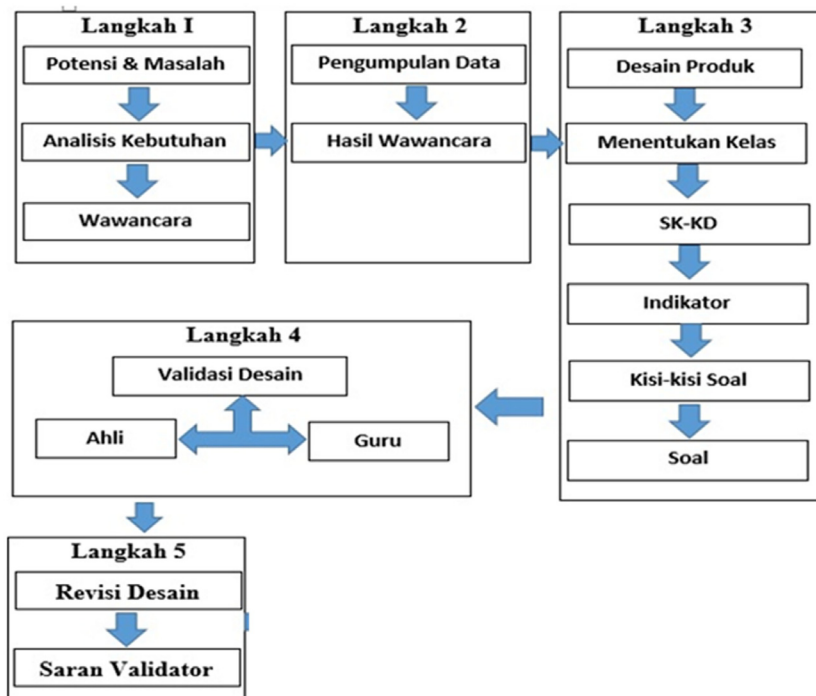 Langkah I
Potensi & Masalah
Analisis Kebutuhan
Wawancara
Langkah 2
Pengumpulan Data
Hasil Wawancara
Langkah 3
Desain Produk
Menentukan Kelas
SK-KD
Indikator
Kisi-kisi Soal
Soal
Langkah 4
Validasi Desain
Ahli
Guru
Langkah 5
Revisi Desain
Saran Validator